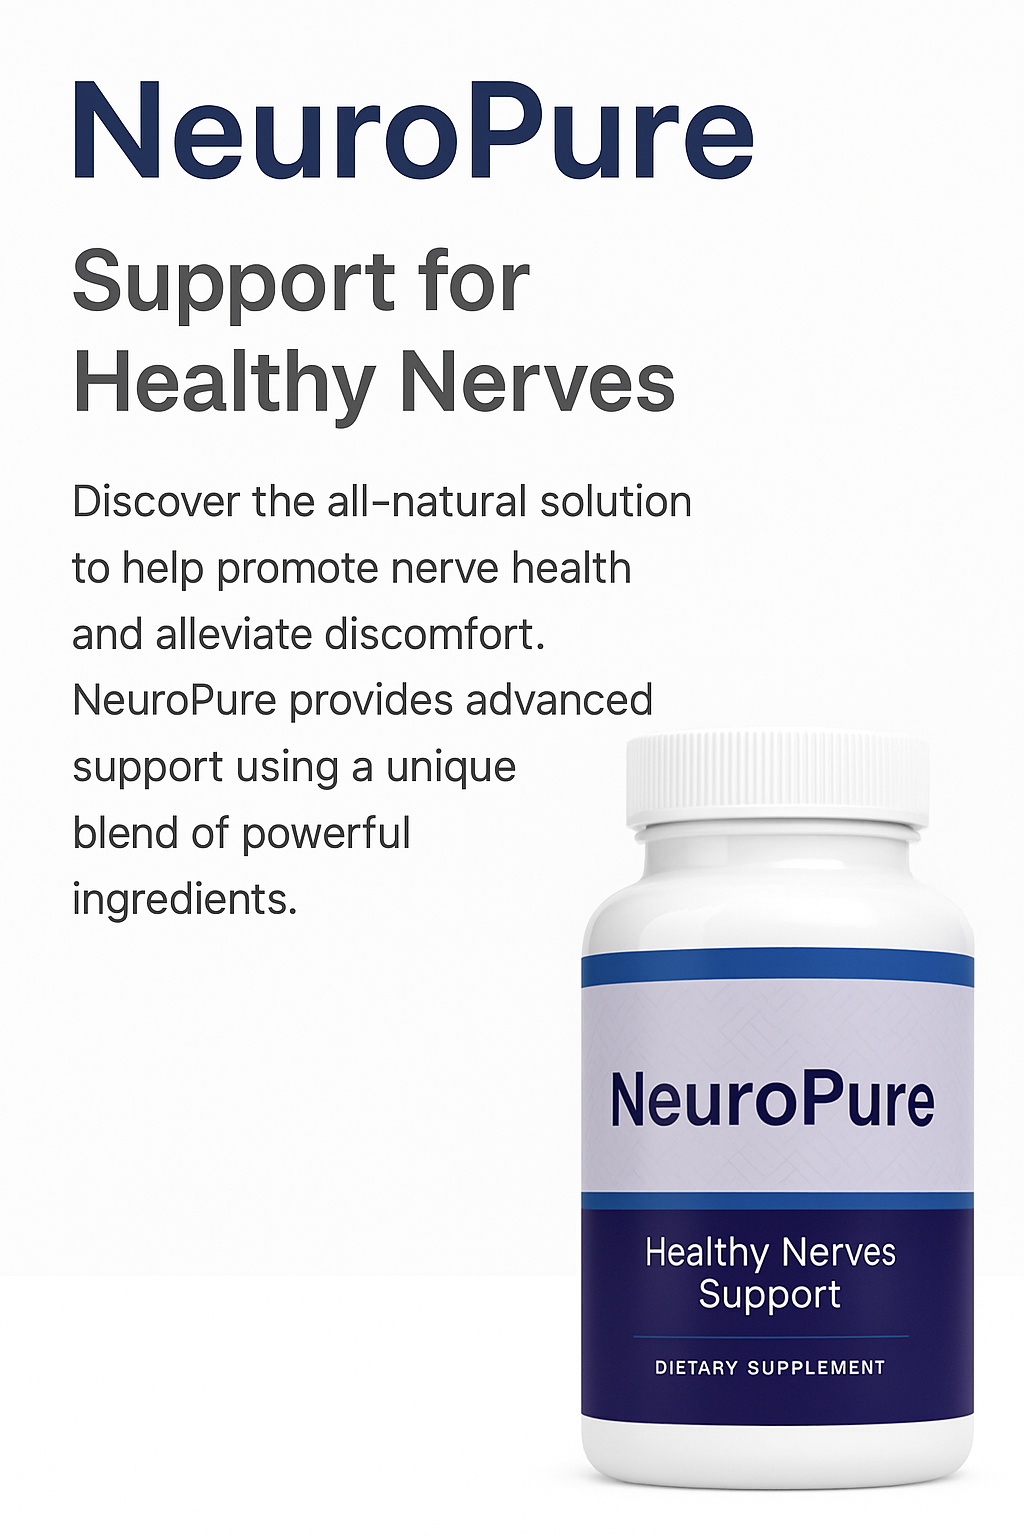 NeuroPure
Support for
Healthy Nerves
Discover the all-natural solution
to help promote nerve health
and alleviate discomfort.
NeuroPure provides advanced
support using a unique
blend of powerful
ingredients.
NeuroPure
Healthy Nerves
Support
DIETARY SUPPLEMENT